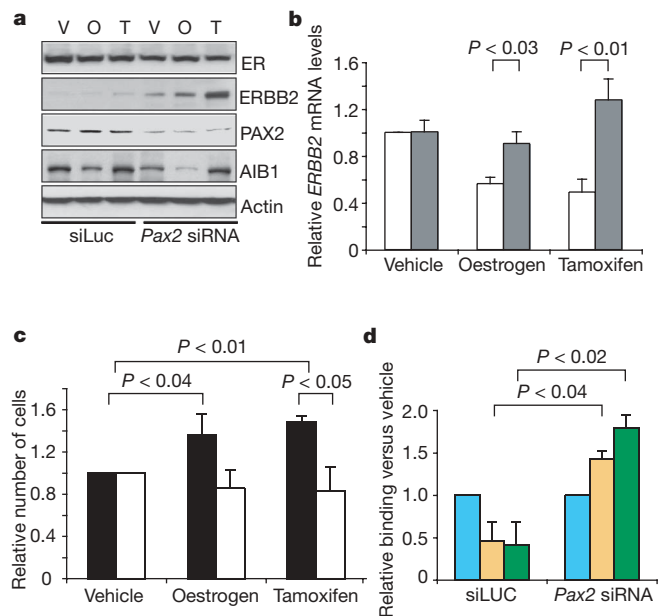 a
V O T V O T
ER
ERBB2
PAX2
AIB1
Actin
siLuc Pax2 siRNA
b
P < 0.03 P < 0.01
Relative ERBB2 mRNA levels
1.6
1.2
0.8
0.4
0
Vehicle Oestrogen Tamoxifen
c
P < 0.01
P < 0.04 P < 0.05
Relative number of cells
1.6
1.2
0.8
0.4
0
Vehicle Oestrogen Tamoxifen
d
P < 0.02
P < 0.04
Relative binding versus vehicle
2.0
1.5
1.0
0.5
0
siLUC Pax2 siRNA